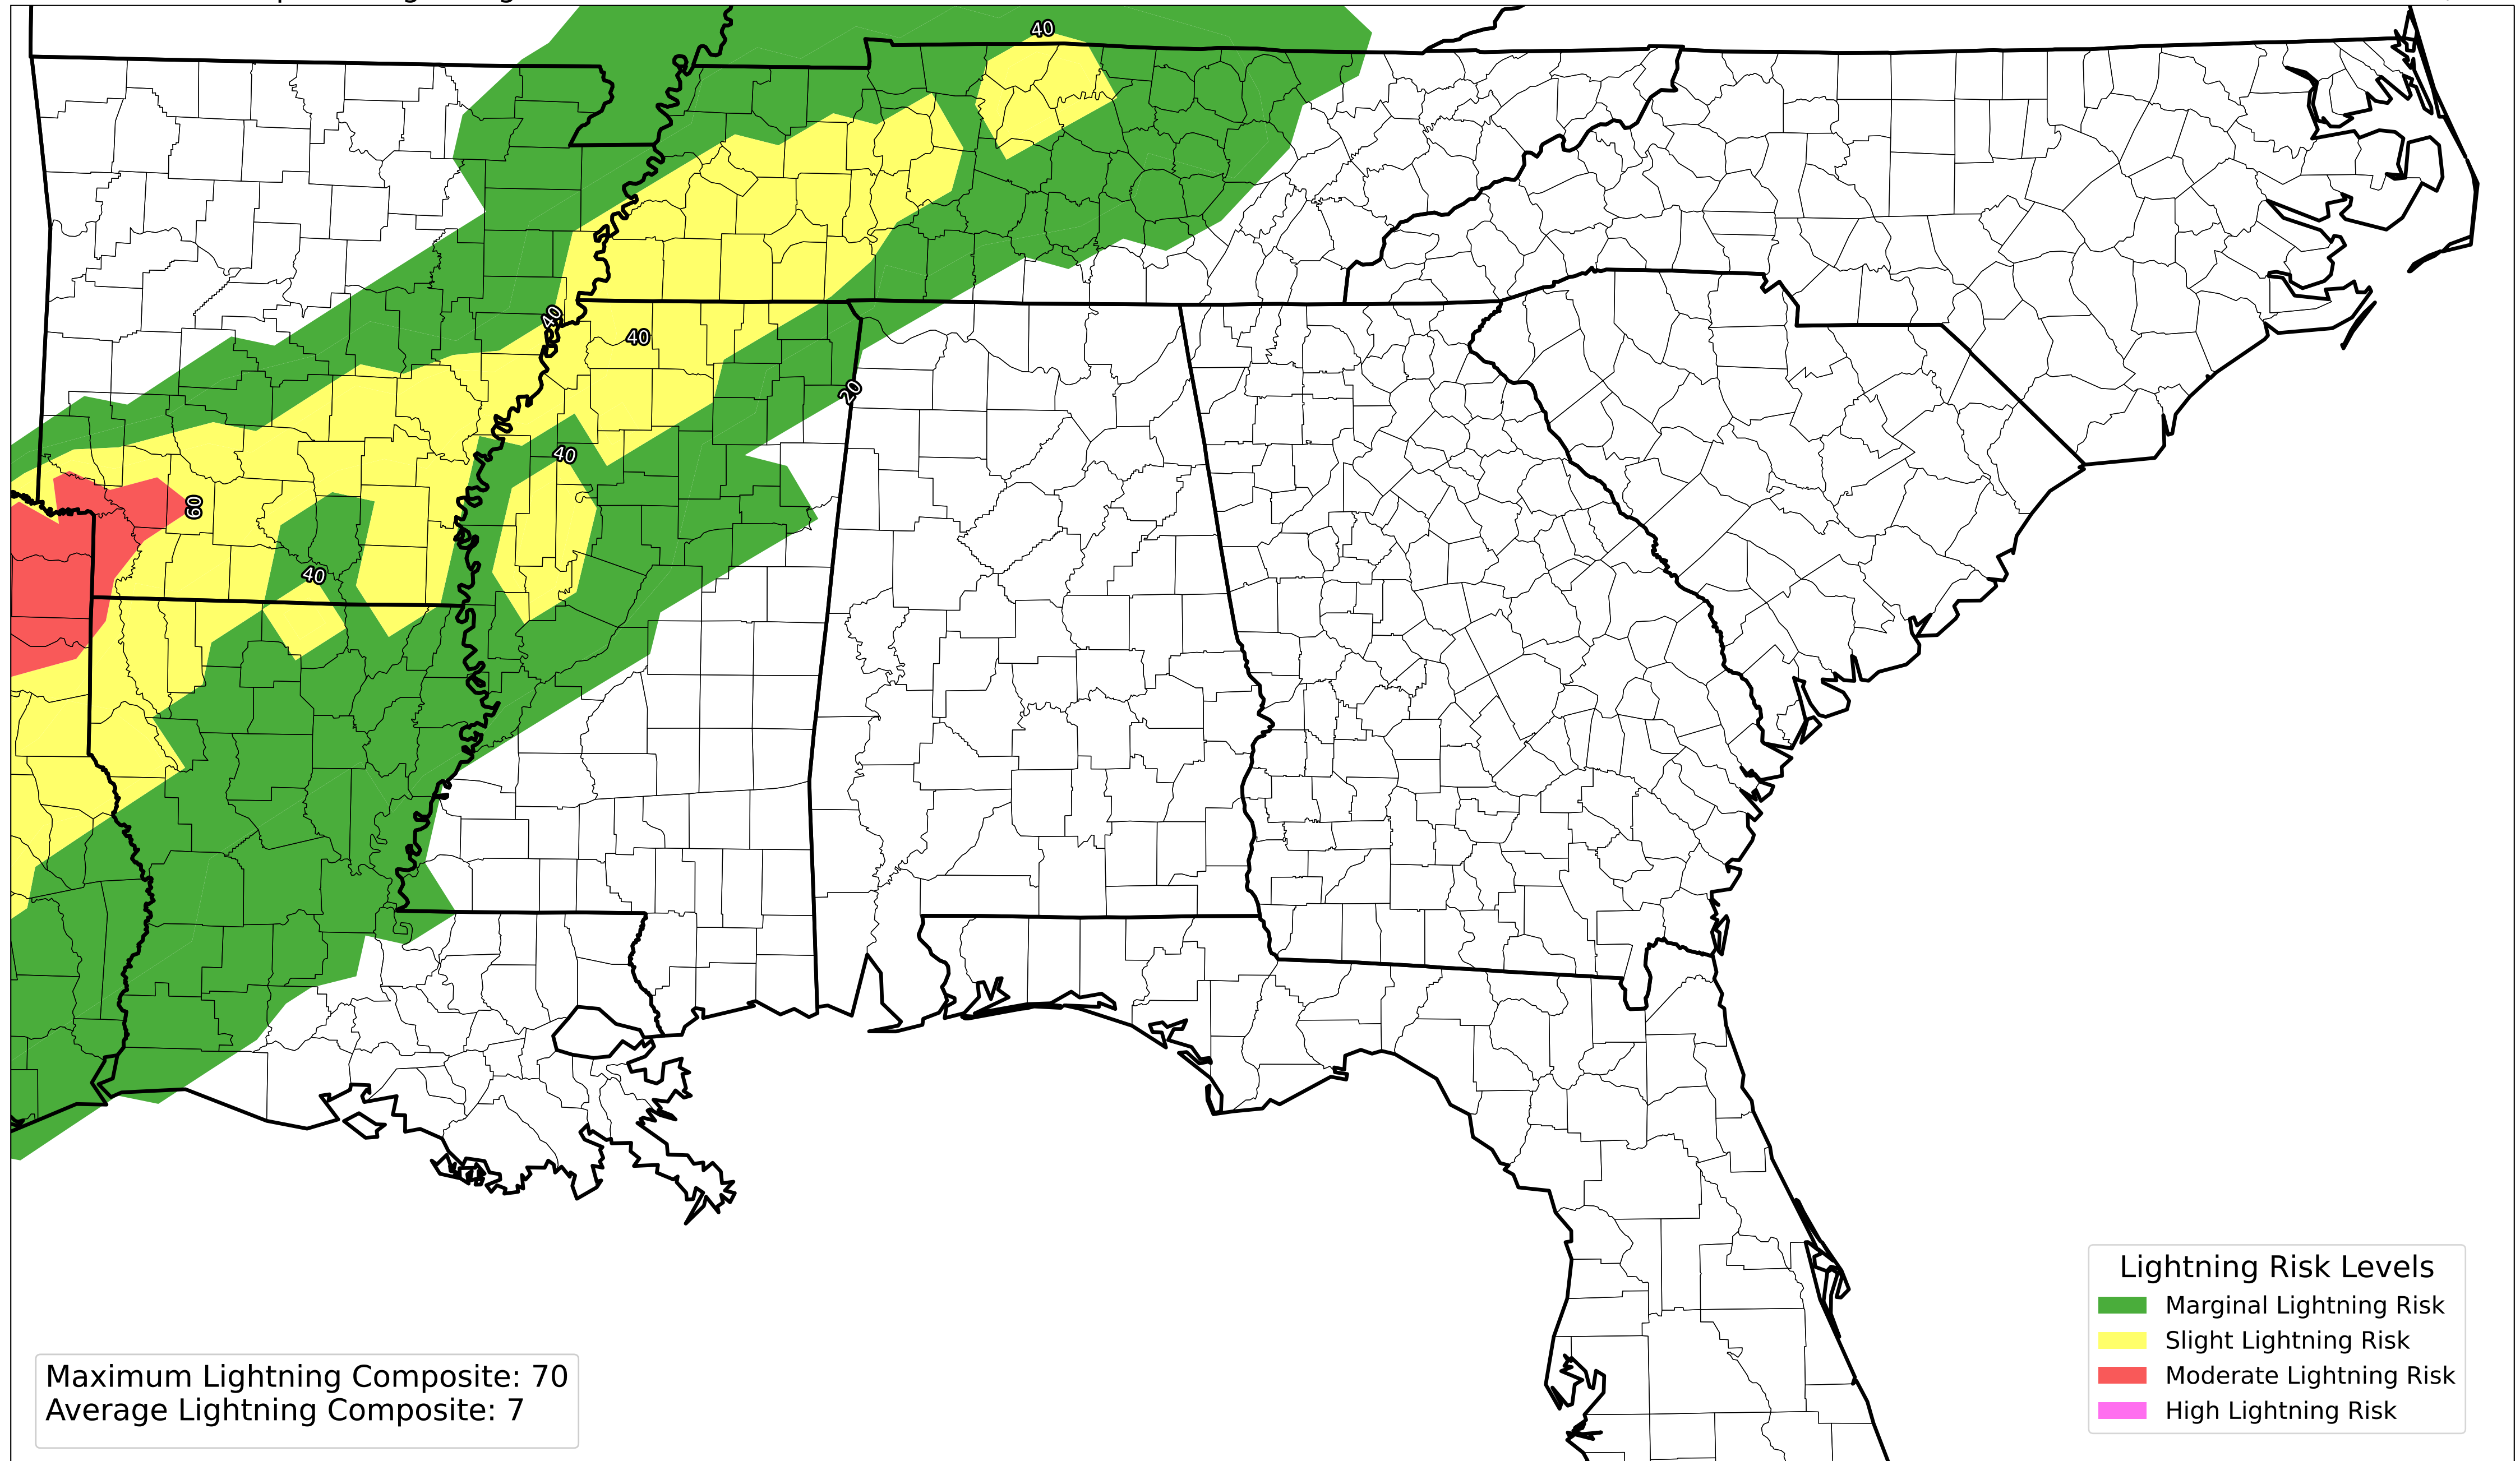 40
40
40
20
40
60
40
Lightning Risk Levels
Marginal Lightning Risk
Slight Lightning Risk
Moderate Lightning Risk
High Lightning Risk
Maximum Lightning Composite: 70
Average Lightning Composite: 7